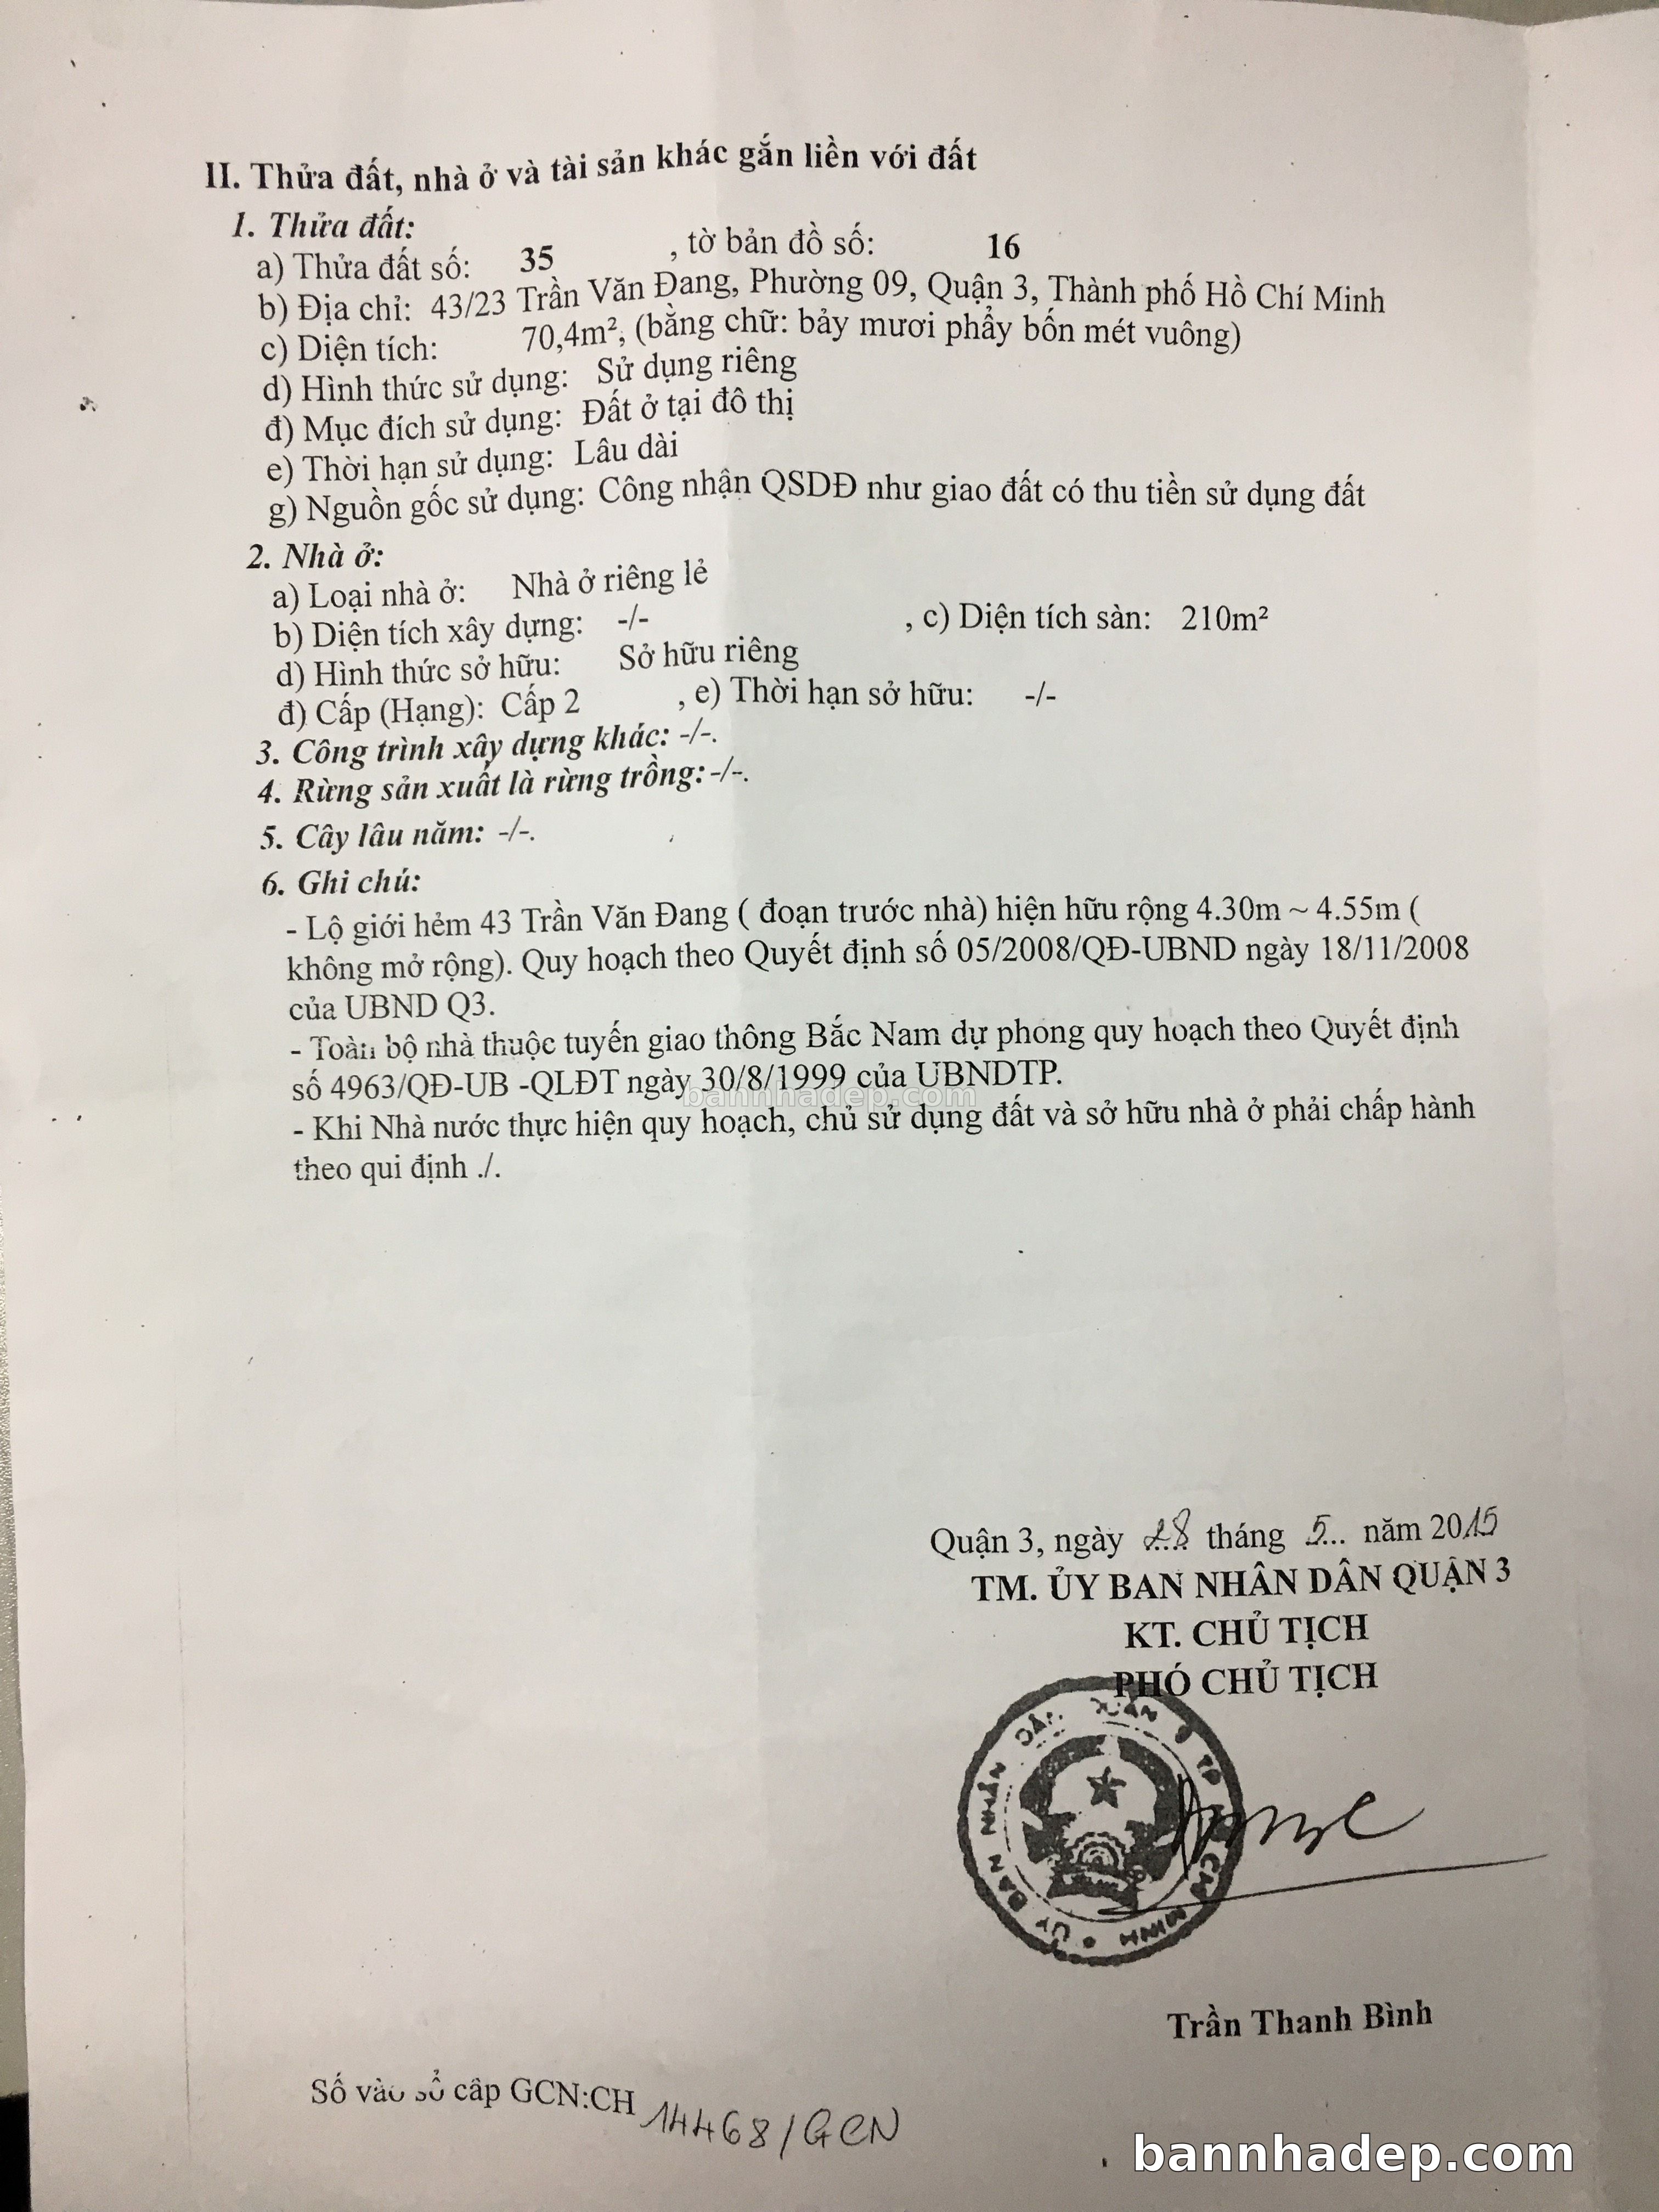 II. Thửa đất, nhà ở và tài sản khác gắn liền với đất
1. Thửa đất:
a) Thửa đất số: 35 , tờ bản đồ số: 16
b) Địa chỉ: 43/23 Trần Văn Đang, Phường 09, Quận 3, Thành phố Hồ Chí Minh
c) Diện tích: 70,4m², (bằng chữ: bảy mươi phẩy bốn mét vuông)
d) Hình thức sử dụng: Sử dụng riêng
đ) Mục đích sử dụng: Đất ở tại đô thị
e) Thời hạn sử dụng: Lâu dài
g) Nguồn gốc sử dụng: Công nhận QSDĐ như giao đất có thu tiền sử dụng đất
2. Nhà ở:
a) Loại nhà ở: Nhà ở riêng lẻ
b) Diện tích xây dựng: -/- , c) Diện tích sàn: 210m²
d) Hình thức sở hữu: Sở hữu riêng
đ) Cấp (Hạng): Cấp 2 , e) Thời hạn sở hữu: -/-
3. Công trình xây dựng khác: -/-.
4. Rừng sản xuất là rừng trồng: -/-.
5. Cây lâu năm: -/-.
6. Ghi chú:
- Lộ giới hẻm 43 Trần Văn Đang ( đoạn trước nhà) hiện hữu rộng 4.30m ~ 4.55m (
không mở rộng). Quy hoạch theo Quyết định số 05/2008/QĐ-UBND ngày 18/11/2008
của UBND Q3.
- Toàn bộ nhà thuộc tuyến giao thông Bắc Nam dự phong quy hoạch theo Quyết định
số 4963/QĐ-UB -QLĐT ngày 30/8/1999 của UBNDTP.
bannhadep.com
- Khi Nhà nước thực hiện quy hoạch, chủ sử dụng đất và sở hữu nhà ở phải chấp hành
theo qui định ./.
Quận 3, ngày 28 tháng 5... năm 2015
TM. ỦY BAN NHÂN DÂN QUẬN 3
KT. CHỦ TỊCH
PHÓ CHỦ TỊCH
ỦY BAN NHÂN DÂN QUẬN 3 TP CHÍ MINH
Trần Thanh Bình
Số vào sổ cấp GCN:CH 14468/GCN
bannhadep.com